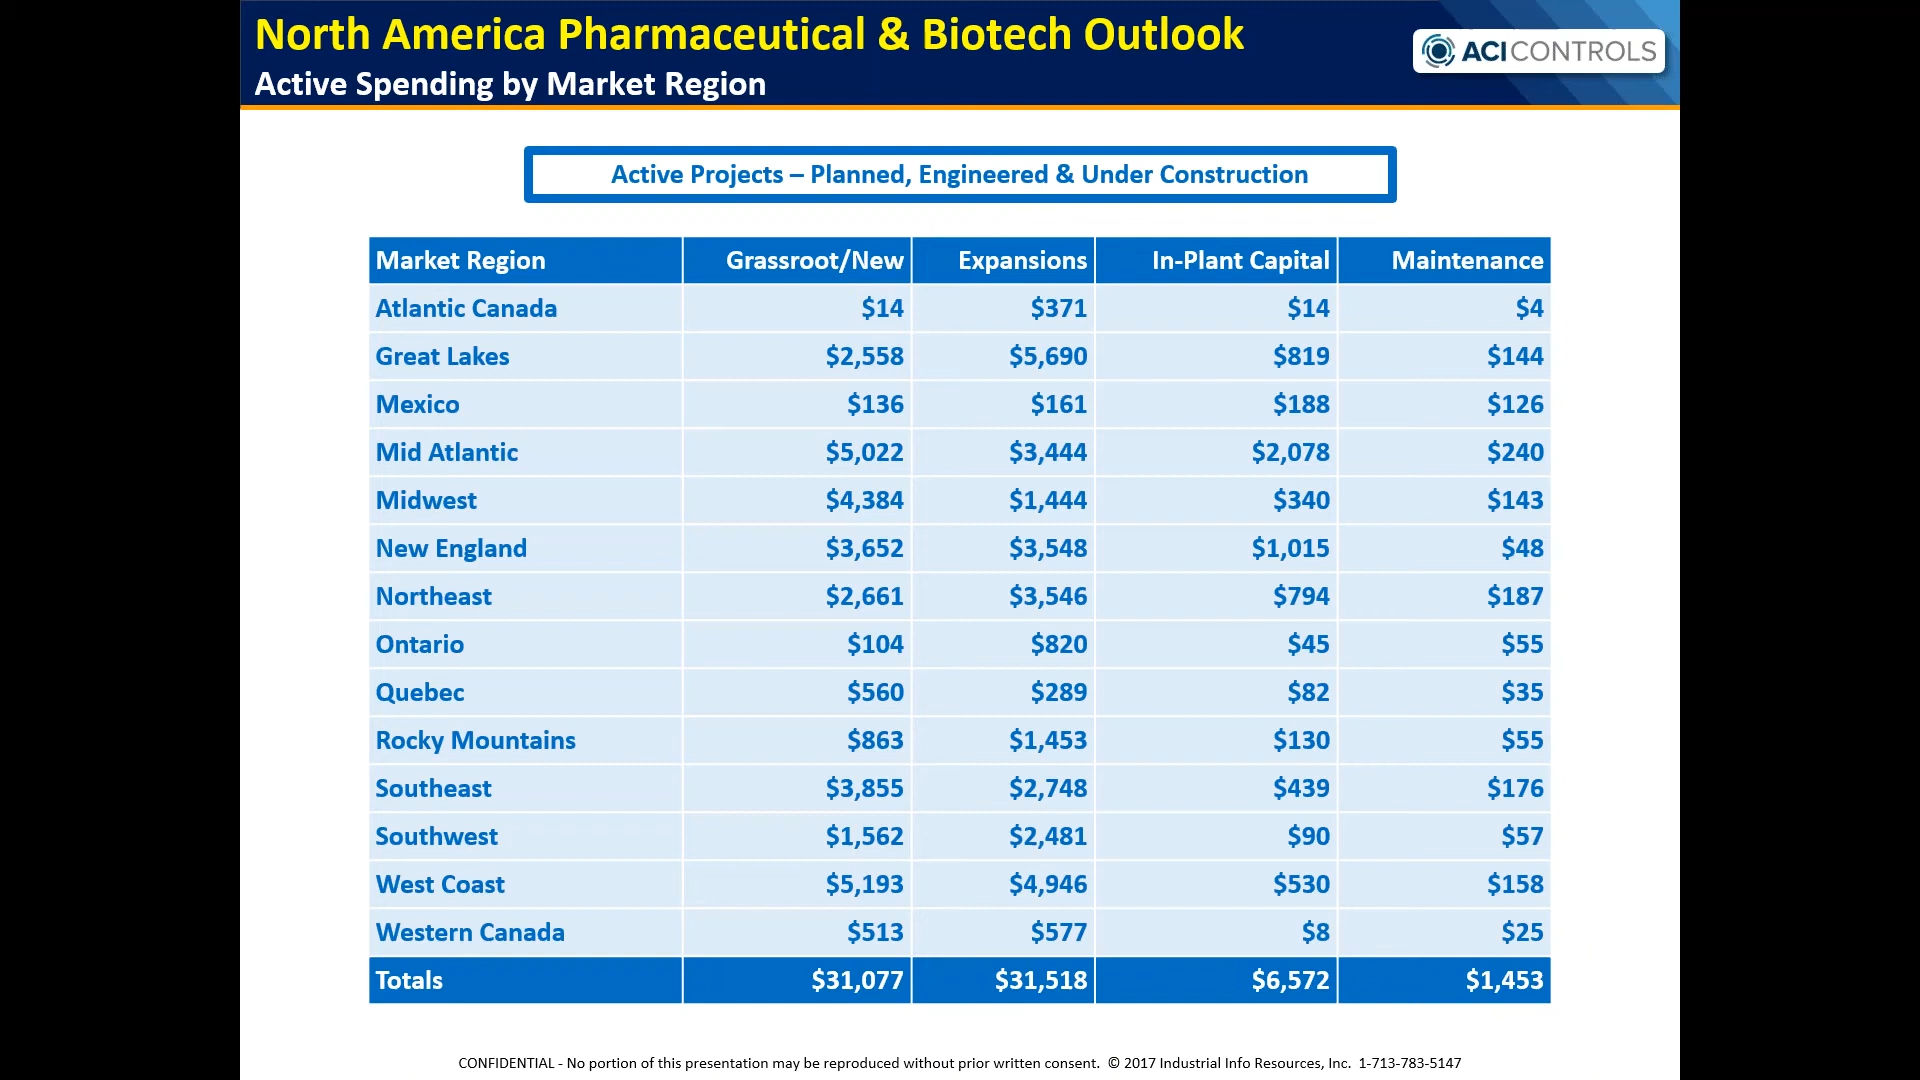 North America Pharmaceutical & Biotech Outlook
Active Spending by Market Region
ACICONTROLS
Active Projects – Planned, Engineered & Under Construction
Market Region Grassroot/New Expansions In-Plant Capital Maintenance
Atlantic Canada $14 $371 $14 $4
Great Lakes $2,558 $5,690 $819 $144
Mexico $136 $161 $188 $126
Mid Atlantic $5,022 $3,444 $2,078 $240
Midwest $4,384 $1,444 $340 $143
New England $3,652 $3,548 $1,015 $48
Northeast $2,661 $3,546 $794 $187
Ontario $104 $820 $45 $55
Quebec $560 $289 $82 $35
Rocky Mountains $863 $1,453 $130 $55
Southeast $3,855 $2,748 $439 $176
Southwest $1,562 $2,481 $90 $57
West Coast $5,193 $4,946 $530 $158
Western Canada $513 $577 $8 $25
Totals $31,077 $31,518 $6,572 $1,453
CONFIDENTIAL - No portion of this presentation may be reproduced without prior written consent. © 2017 Industrial Info Resources, Inc. 1-713-783-5147